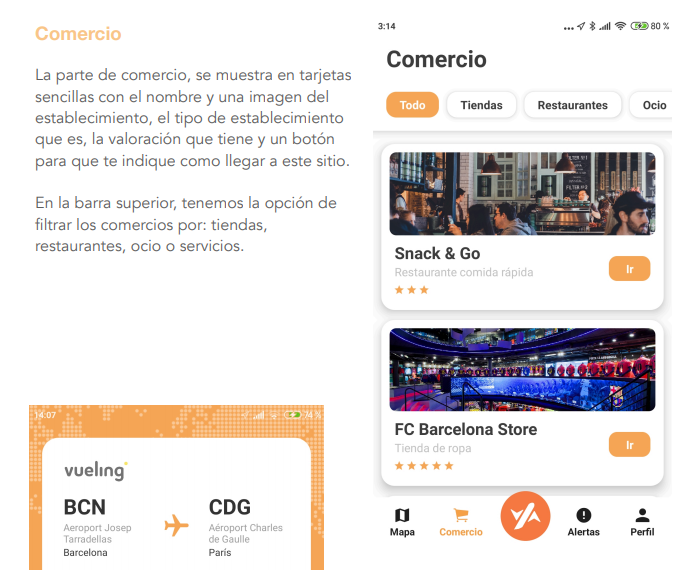 Comercio
La parte de comercio, se muestra en tarjetas
sencillas con el nombre y una imagen del
establecimiento, el tipo de establecimiento
que es, la valoración que tiene y un botón
para que te indique como llegar a este sitio.
En la barra superior, tenemos la opción de
filtrar los comercios por: tiendas,
restaurantes, ocio o servicios.
14:07
74 %
vueling
BCN
CDG
Aeroport Josep
Tarradellas
Barcelona
Aéroport Charles
de Gaulle
París
3:14
80 %
Comercio
Todo
Tiendas
Restaurantes
Ocio
Snack & Go
Restaurante comida rápida
Ir
FC Barcelona Store
Tienda de ropa
Ir
Mapa
Comercio
Alertas
Perfil